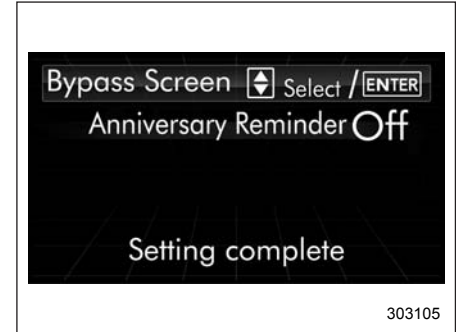 Bypass Screen Select / ENTER
Anniversary Reminder Off
Setting complete
303105